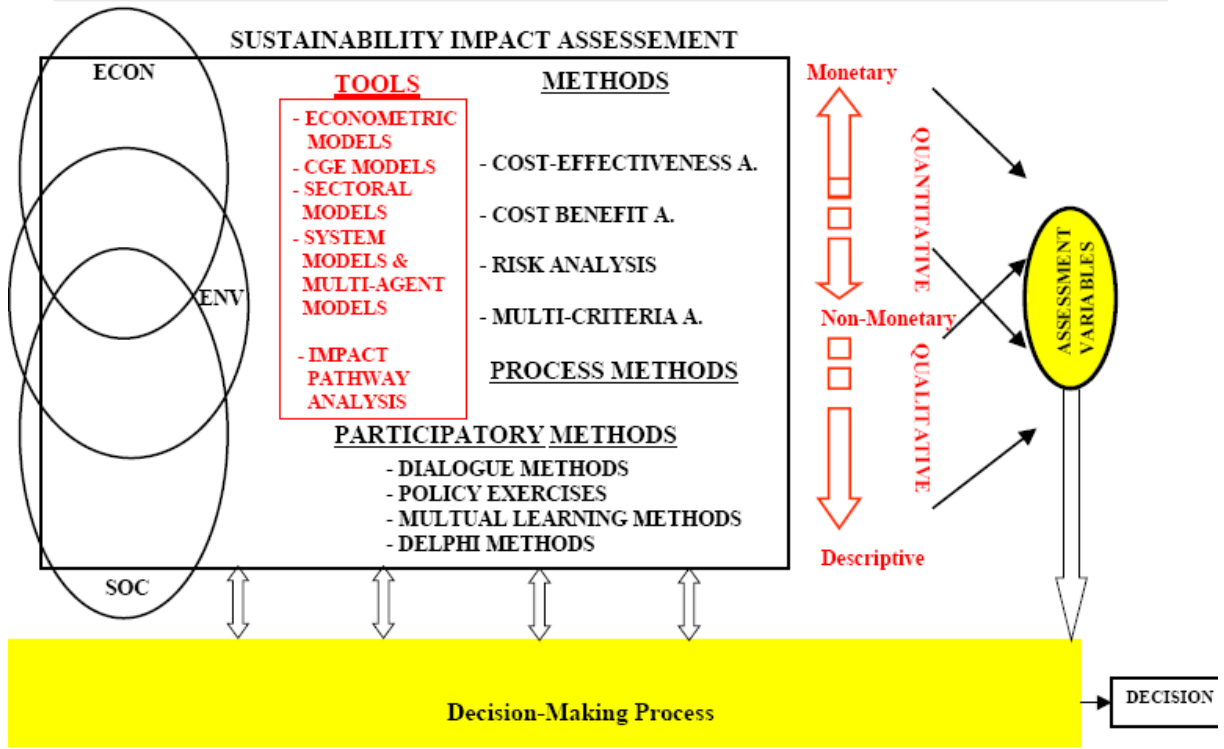 SUSTAINABILITY IMPACT ASSESSEMENT
ECON
ENV
SOC
TOOLS
- ECONOMETRIC
MODELS
- CGE MODELS
- SECTORAL
MODELS
- SYSTEM
MODELS &
MULTI-AGENT
MODELS
- IMPACT
PATHWAY
ANALYSIS
METHODS
- COST-EFFECTIVENESS A.
- COST BENEFIT A.
- RISK ANALYSIS
- MULTI-CRITERIA A.
PROCESS METHODS
PARTICIPATORY METHODS
- DIALOGUE METHODS
- POLICY EXERCISES
- MULTUAL LEARNING METHODS
- DELPHI METHODS
Monetary
Non-Monetary
Descriptive
QUANTITATIVE
QUALITATIVE
ASSESSMENT
VARIABLES
Decision-Making Process
DECISION